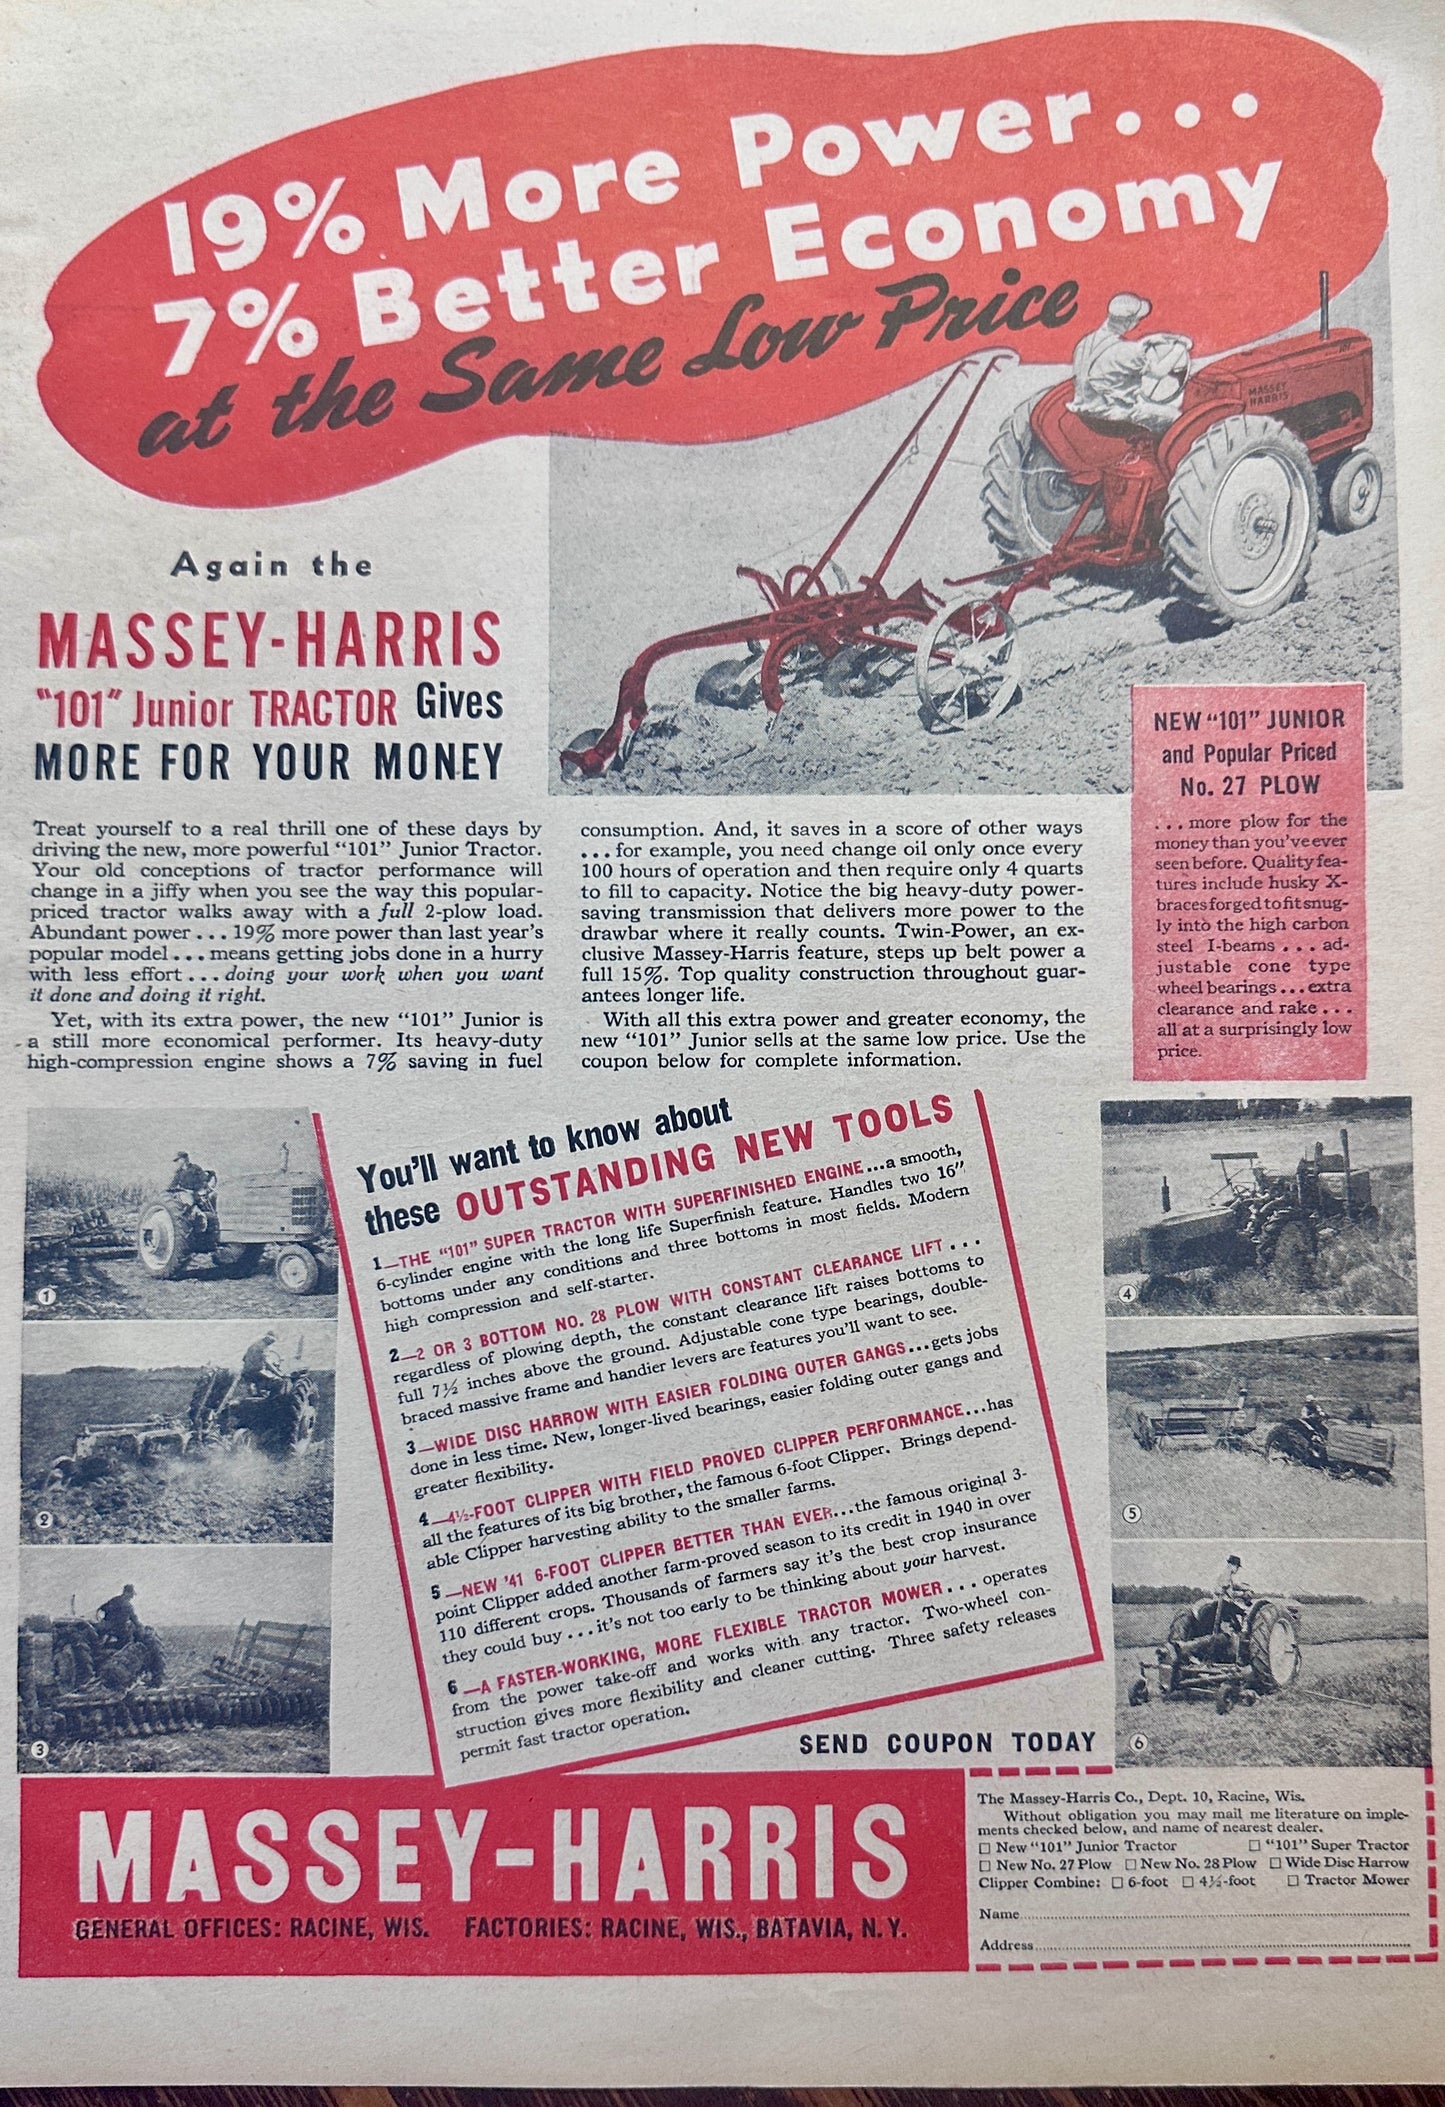 19% More Power...
7% Better Economy
at the Same Low Price
MASSEY
HARRIS
101
Again the
MASSEY-HARRIS
"101" Junior TRACTOR Gives
MORE FOR YOUR MONEY
Treat yourself to a real thrill one of these days by
driving the new, more powerful "101" Junior Tractor.
Your old conceptions of tractor performance will
change in a jiffy when you see the way this popular-
priced tractor walks away with a full 2-plow load.
Abundant power . . . 19% more power than last year's
popular model . . . means getting jobs done in a hurry
with less effort . . . doing your work when you want
it done and doing it right.
Yet, with its extra power, the new "101" Junior is
a still more economical performer. Its heavy-duty
high-compression engine shows a 7% saving in fuel
consumption. And, it saves in a score of other ways
. . . for example, you need change oil only once every
100 hours of operation and then require only 4 quarts
to fill to capacity. Notice the big heavy-duty power-
saving transmission that delivers more power to the
drawbar where it really counts. Twin-Power, an ex-
clusive Massey-Harris feature, steps up belt power a
full 15%. Top quality construction throughout guar-
antees longer life.
With all this extra power and greater economy, the
new "101" Junior sells at the same low price. Use the
coupon below for complete information.
NEW "101" JUNIOR
and Popular Priced
No. 27 PLOW
. . . more plow for the
money than you've ever
seen before. Quality fea-
tures include husky X-
braces forged to fit snug-
ly into the high carbon
steel I-beams . . . ad-
justable cone type
wheel bearings . . . extra
clearance and rake . . .
all at a surprisingly low
price.
You'll want to know about
these OUTSTANDING NEW TOOLS
1—THE "101" SUPER TRACTOR WITH SUPERFINISHED ENGINE...a smooth,
6-cylinder engine with the long life Superfinish feature. Handles two 16"
bottoms under any conditions and three bottoms in most fields. Modern
high compression and self-starter.
2—2 OR 3 BOTTOM NO. 28 PLOW WITH CONSTANT CLEARANCE LIFT . . .
regardless of plowing depth, the constant clearance lift raises bottoms to
full 7½ inches above the ground. Adjustable cone type bearings, double-
braced massive frame and handier levers are features you'll want to see.
3—WIDE DISC HARROW WITH EASIER FOLDING OUTER GANGS...gets jobs
done in less time. New, longer-lived bearings, easier folding outer gangs and
greater flexibility.
4—4½-FOOT CLIPPER WITH FIELD PROVED CLIPPER PERFORMANCE...has
all the features of its big brother, the famous 6-foot Clipper. Brings depend-
able Clipper harvesting ability to the smaller farms.
5—NEW '41 6-FOOT CLIPPER BETTER THAN EVER...the famous original 3-
point Clipper added another farm-proved season to its credit in 1940 in over
110 different crops. Thousands of farmers say it's the best crop insurance
they could buy . . . it's not too early to be thinking about your harvest.
6—A FASTER-WORKING, MORE FLEXIBLE TRACTOR MOWER . . . operates
from the power take-off and works with any tractor. Two-wheel con-
struction gives more flexibility and cleaner cutting. Three safety releases
permit fast tractor operation.
1
2
3
4
5
6
SEND COUPON TODAY
MASSEY-HARRIS
GENERAL OFFICES: RACINE, WIS. FACTORIES: RACINE, WIS., BATAVIA, N. Y.
The Massey-Harris Co., Dept. 10, Racine, Wis.
Without obligation you may mail me literature on imple-
ments checked below, and name of nearest dealer.
☐ New "101" Junior Tractor ☐ "101" Super Tractor
☐ New No. 27 Plow ☐ New No. 28 Plow ☐ Wide Disc Harrow
Clipper Combine: ☐ 6-foot ☐ 4½-foot ☐ Tractor Mower
Name
Address